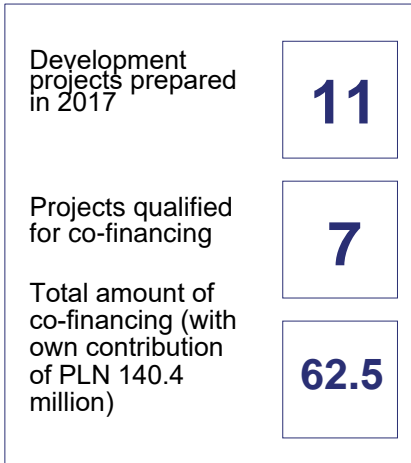 Development
projects prepared
in 2017
11
Projects qualified
for co-financing
7
Total amount of
co-financing (with
own contribution
of PLN 140.4
million)
62.5